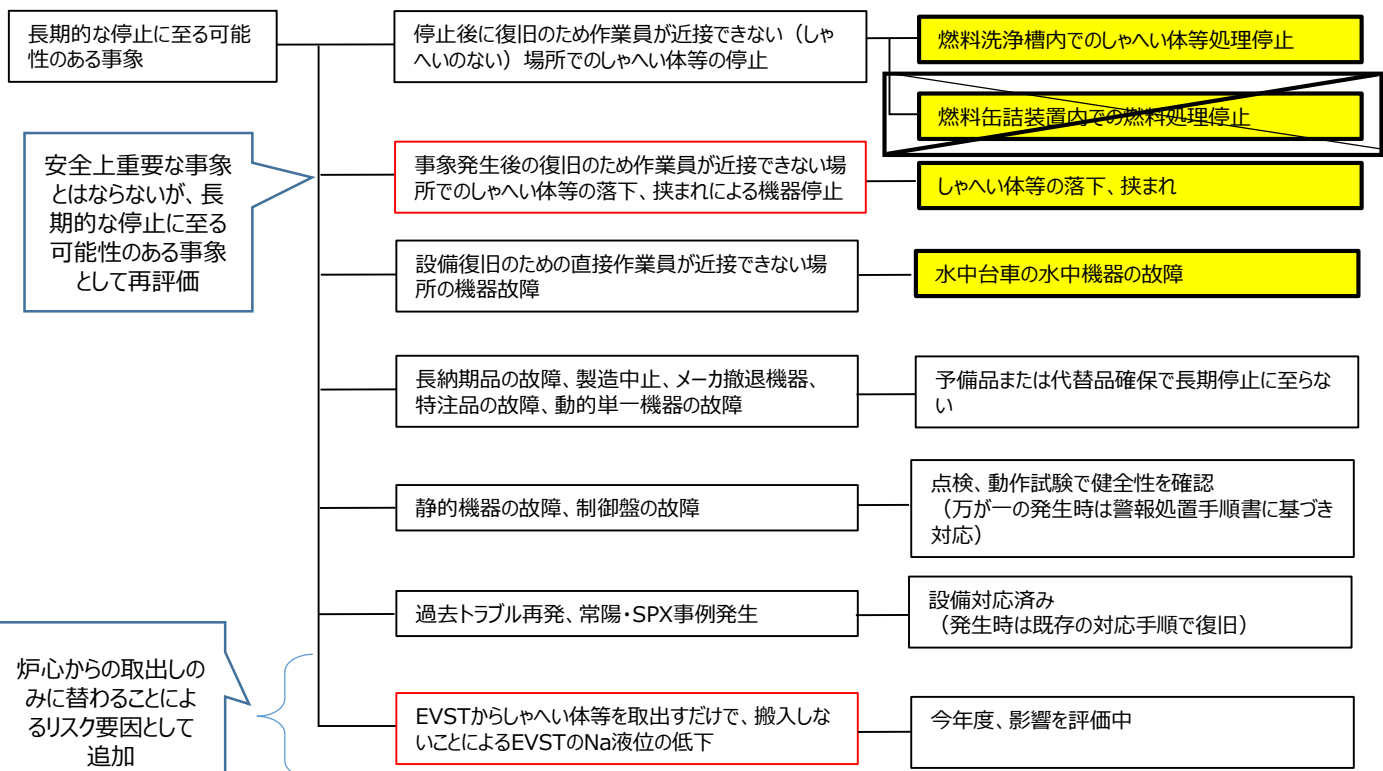 長期的な停止に至る可能
性のある事象
停止後に復旧のため作業員が近接できない（しゃ
へいのない）場所でのしゃへい体等の停止
燃料洗浄槽内でのしゃへい体等処理停止
燃料缶詰装置内での燃料処理停止
安全上重要な事象
とはならないが、長
期的な停止に至る
可能性のある事象
として再評価
事象発生後の復旧のため作業員が近接できない場
所でのしゃへい体等の落下、挟まれによる機器停止
しゃへい体等の落下、挟まれ
設備復旧のための直接作業員が近接できない場
所の機器故障
水中台車の水中機器の故障
長納期品の故障、製造中止、メーカ撤退機器、
特注品の故障、動的単一機器の故障
予備品または代替品確保で長期停止に至らな
い
静的機器の故障、制御盤の故障
点検、動作試験で健全性を確認
（万が一の発生時は警報処置手順書に基づき
対応）
過去トラブル再発、常陽・SPX事例発生
設備対応済み
（発生時は既存の対応手順で復旧）
炉心からの取出しの
みに替わることによ
るリスク要因として
追加
EVSTからしゃへい体等を取出すだけで、搬入しな
いことによるEVSTのNa液位の低下
今年度、影響を評価中